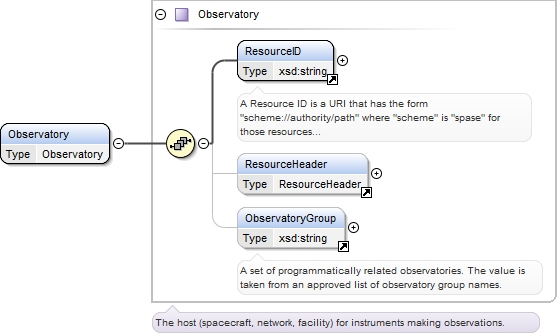 Observatory
ResourceID
Type xsd:string
A Resource ID is a URI that has the form
"scheme://authority/path" where "scheme" is "spase" for
those resources...
Observatory
Type Observatory
ResourceHeader
Type ResourceHeader
ObservatoryGroup
Type xsd:string
A set of programmatically related observatories. The value is
taken from an approved list of observatory group names.
The host (spacecraft, network, facility) for instruments making observations.